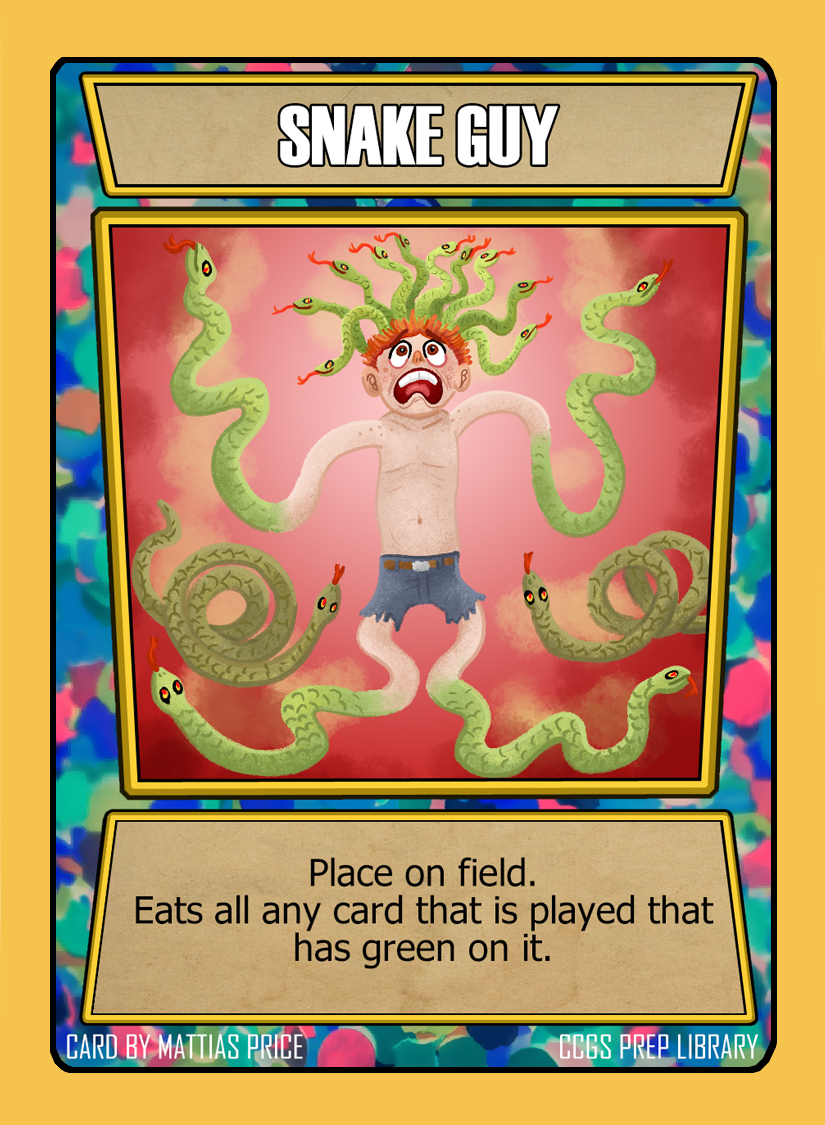 SNAKE GUY
Place on field.
Eats all any card that is played that
has green on it.
CARD BY MATTIAS PRICE
CCGS PREP LIBRARY